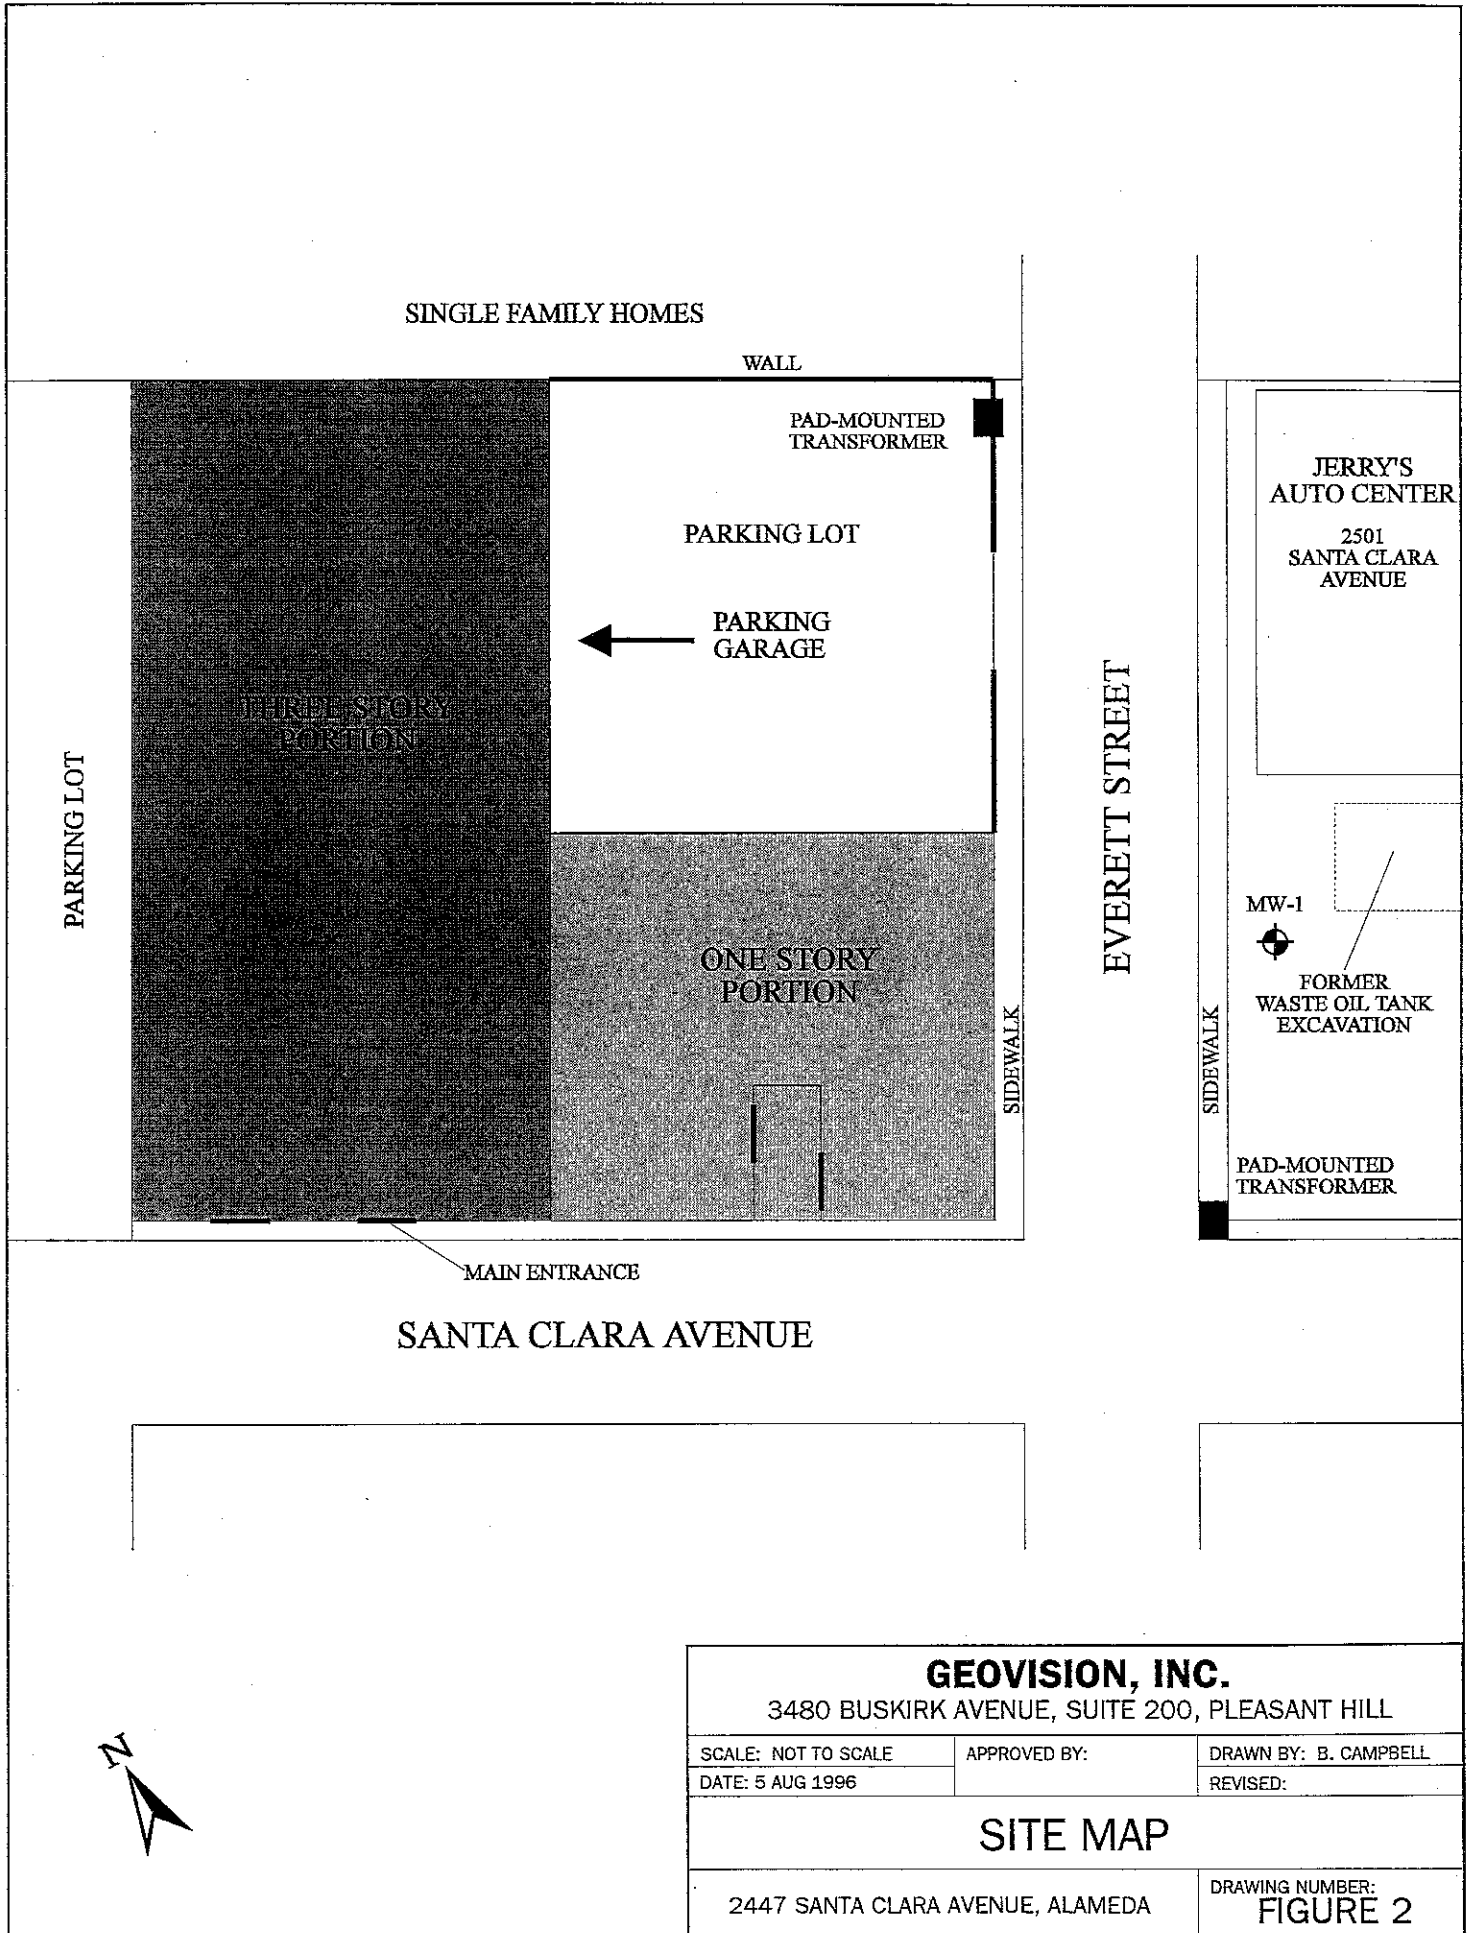 SINGLE FAMILY HOMES
WALL
PAD-MOUNTED
TRANSFORMER
JERRY'S
AUTO CENTER
2501
SANTA CLARA
AVENUE
PARKING LOT
PARKING
GARAGE
THREE STORY
PORTION
PARKING LOT
EVERETT STREET
MW-1
ONE STORY
PORTION
FORMER
WASTE OIL TANK
EXCAVATION
SIDEWALK
SIDEWALK
PAD-MOUNTED
TRANSFORMER
MAIN ENTRANCE
SANTA CLARA AVENUE
N
GEOVISION, INC.
3480 BUSKIRK AVENUE, SUITE 200, PLEASANT HILL
SCALE: NOT TO SCALE
APPROVED BY:
DRAWN BY: B. CAMPBELL
DATE: 5 AUG 1996
REVISED:
SITE MAP
2447 SANTA CLARA AVENUE, ALAMEDA
DRAWING NUMBER:
FIGURE 2